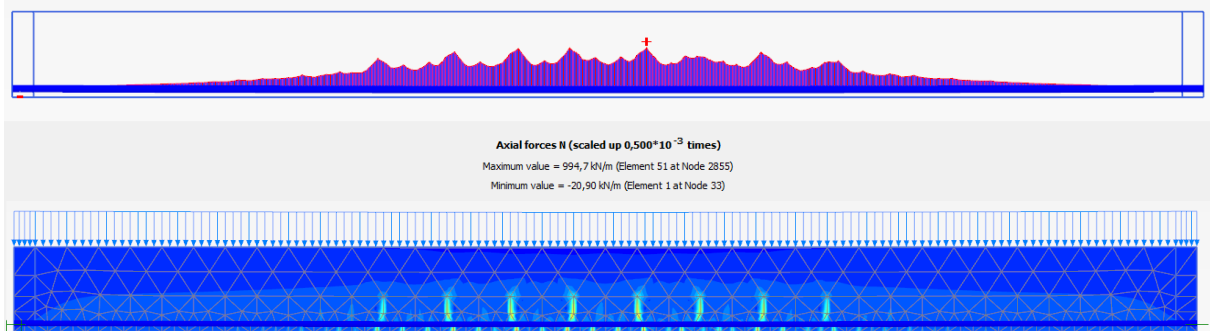 Axial forces N (scaled up 0,500*10 -3 times)
Maximum value = 994,7 kN/m (Element 51 at Node 2855)
Minimum value = -20,90 kN/m (Element 1 at Node 33)